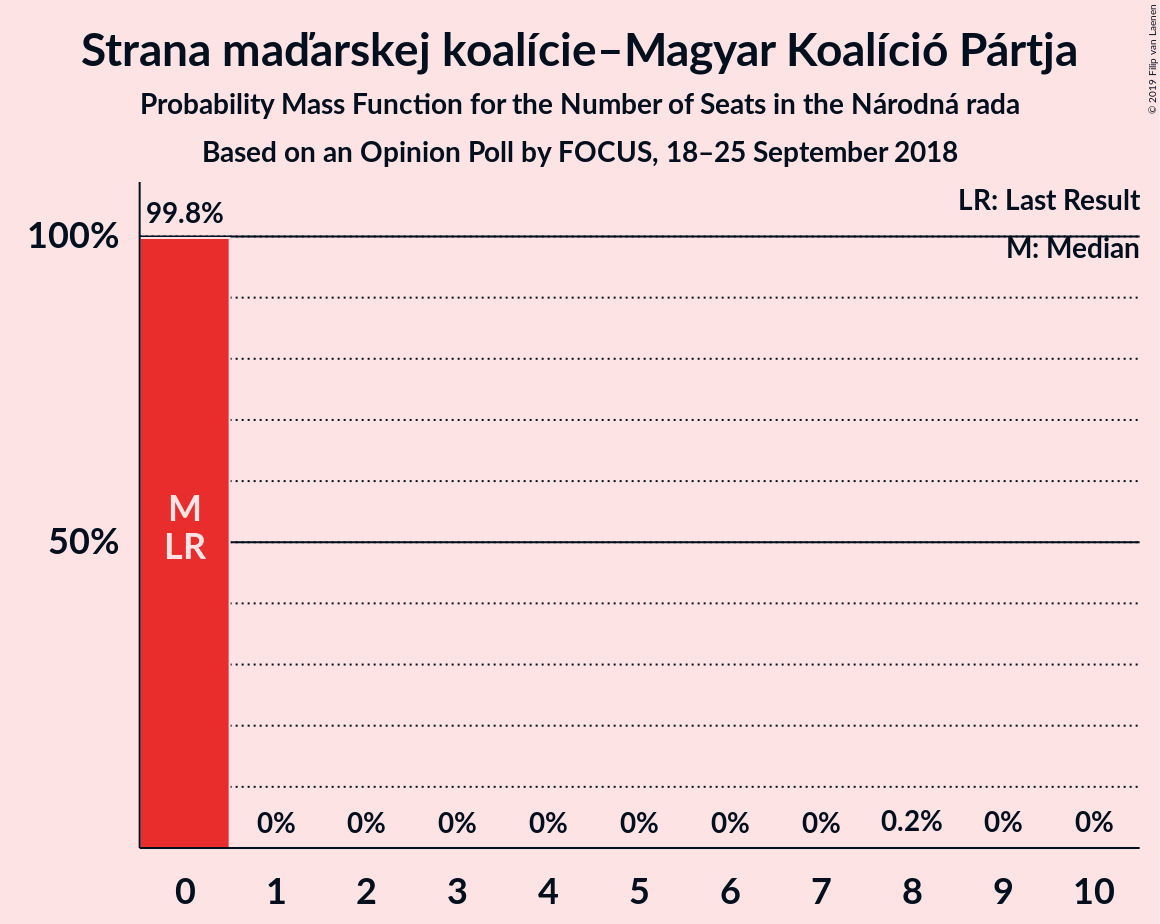 Strana maďarskej koalície–Magyar Koalíció Pártja
Probability Mass Function for the Number of Seats in the Národná rada
Based on an Opinion Poll by FOCUS, 18–25 September 2018
© 2019 Filip van Laenen
LR: Last Result
M: Median
99.8%
100%
50%
M
LR
0% 0% 0% 0% 0% 0% 0% 0.2% 0% 0%
0 1 2 3 4 5 6 7 8 9 10